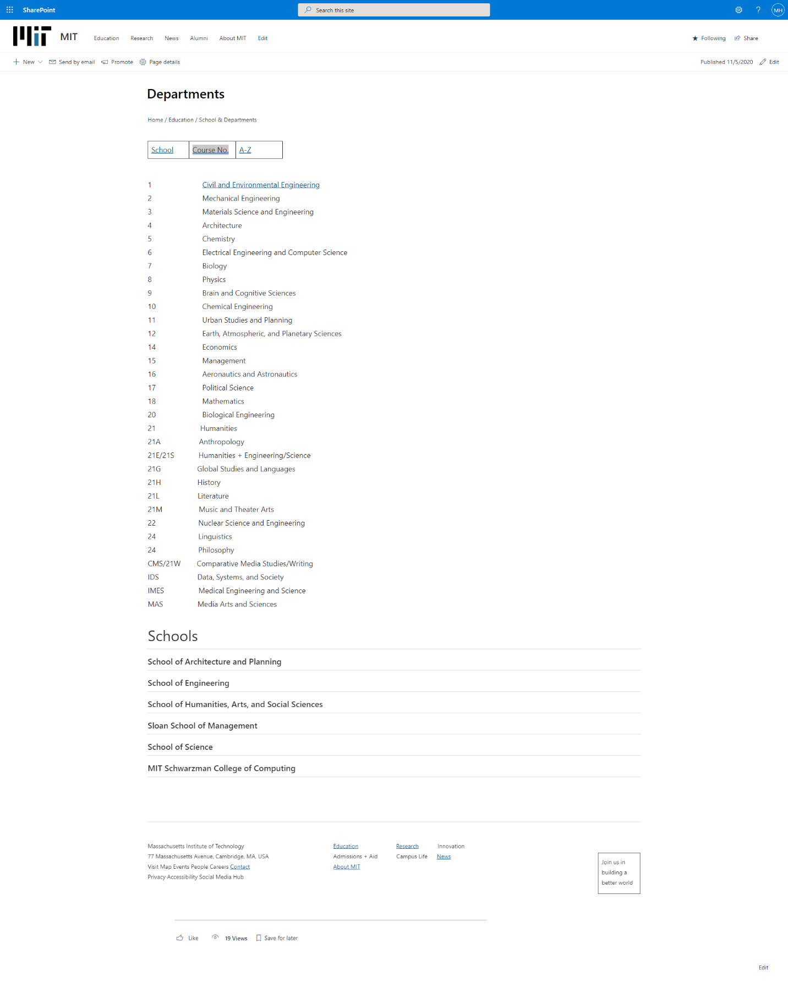 SharePoint
Search this site
MH
MIT
MIT
Education Research News Alumni About MIT Edit
Following Share
New Send by email Promote Page details
Published 11/5/2020 Edit
Departments
Home / Education / School & Departments
School Course No. A-Z
1 Civil and Environmental Engineering
2 Mechanical Engineering
3 Materials Science and Engineering
4 Architecture
5 Chemistry
6 Electrical Engineering and Computer Science
7 Biology
8 Physics
9 Brain and Cognitive Sciences
10 Chemical Engineering
11 Urban Studies and Planning
12 Earth, Atmospheric, and Planetary Sciences
14 Economics
15 Management
16 Aeronautics and Astronautics
17 Political Science
18 Mathematics
20 Biological Engineering
21 Humanities
21A Anthropology
21E/21S Humanities + Engineering/Science
21G Global Studies and Languages
21H History
21L Literature
21M Music and Theater Arts
22 Nuclear Science and Engineering
24 Linguistics
24 Philosophy
CMS/21W Comparative Media Studies/Writing
IDS Data, Systems, and Society
IMES Medical Engineering and Science
MAS Media Arts and Sciences
Schools
School of Architecture and Planning
School of Engineering
School of Humanities, Arts, and Social Sciences
Sloan School of Management
School of Science
MIT Schwarzman College of Computing
Massachusetts Institute of Technology
77 Massachusetts Avenue, Cambridge, MA, USA
Visit Map Events People Careers Contact
Privacy Accessibility Social Media Hub
Education Research Innovation
Admissions + Aid Campus Life News
About MIT
Join us in
building a
better world
Like 19 Views Save for later
Edit